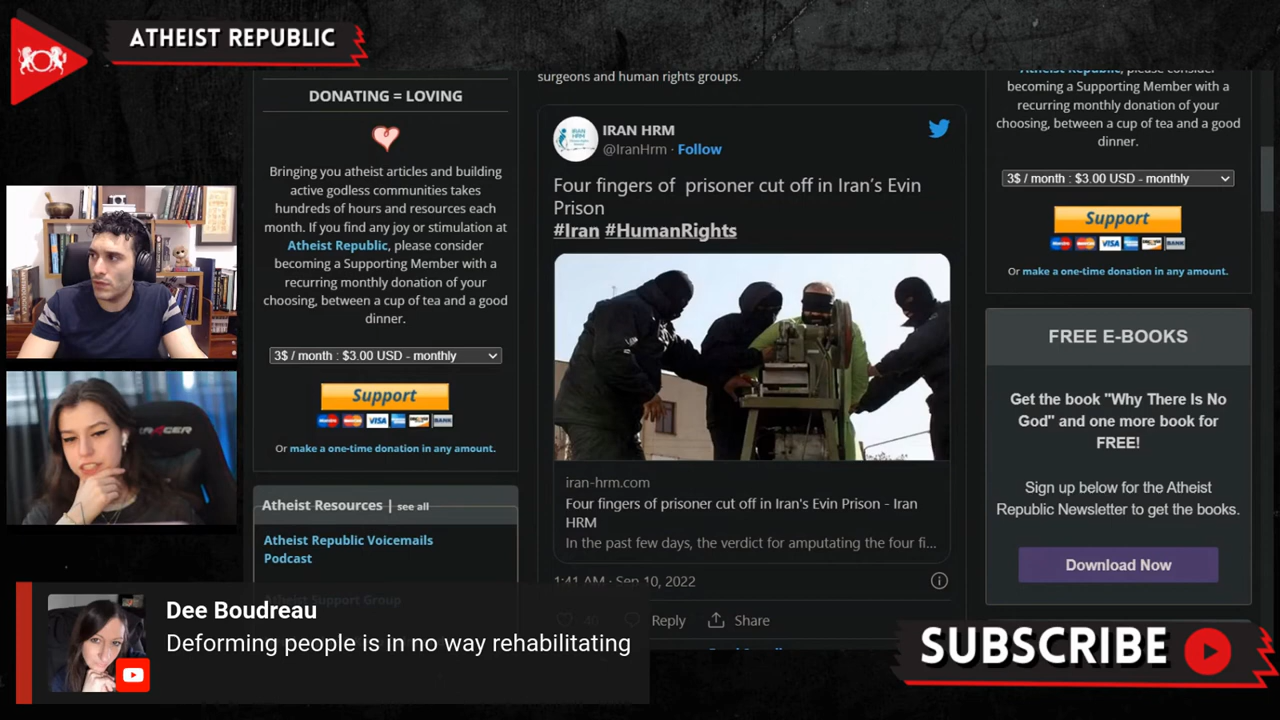 ATHEIST REPUBLIC
DONATING = LOVING
Bringing you atheist articles and building
active godless communities takes
hundreds of hours and resources each
month. If you find any joy or stimulation at
Atheist Republic, please consider
becoming a Supporting Member with a
recurring monthly donation of your
choosing, between a cup of tea and a good
dinner.
3$ / month : $3.00 USD - monthly
Support
VISA
BANK
Or make a one-time donation in any amount.
Atheist Resources | see all
Atheist Republic Voicemails
Podcast
Atheist Support Group
surgeons and human rights groups.
IRAN HRM
@IranHrm · Follow
Four fingers of prisoner cut off in Iran's Evin
Prison
#Iran #HumanRights
iran-hrm.com
Four fingers of prisoner cut off in Iran's Evin Prison - Iran
HRM
In the past few days, the verdict for amputating the four fi...
1:41 AM · Sep 10, 2022
40
Reply
Share
Atheist Republic, please consider
becoming a Supporting Member with a
recurring monthly donation of your
choosing, between a cup of tea and a good
dinner.
3$ / month : $3.00 USD - monthly
Support
VISA
BANK
Or make a one-time donation in any amount.
FREE E-BOOKS
Get the book "Why There Is No
God" and one more book for
FREE!
Sign up below for the Atheist
Republic Newsletter to get the books.
Download Now
Dee Boudreau
Deforming people is in no way rehabilitating
SUBSCRIBE